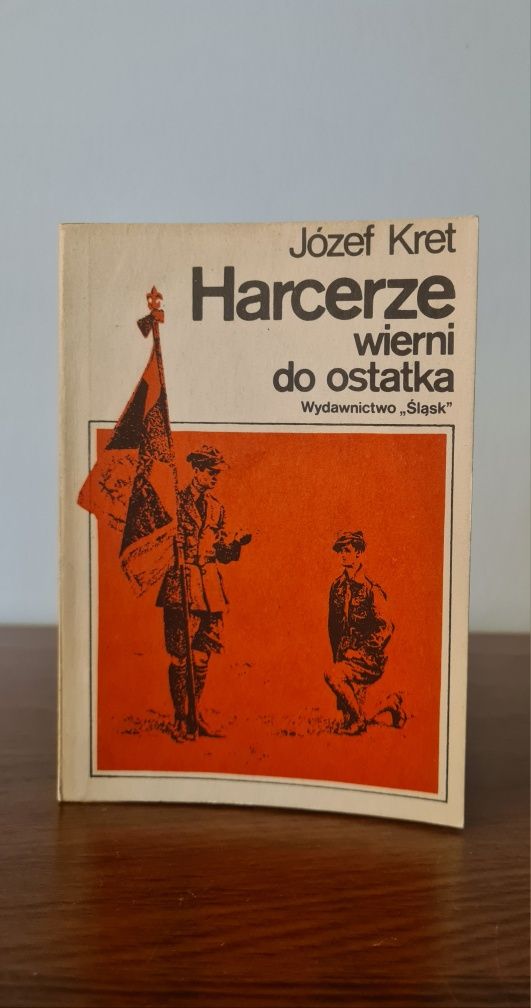 Józef Kret
Harcerze
wierni
do ostatka
Wydawnictwo „Śląsk”